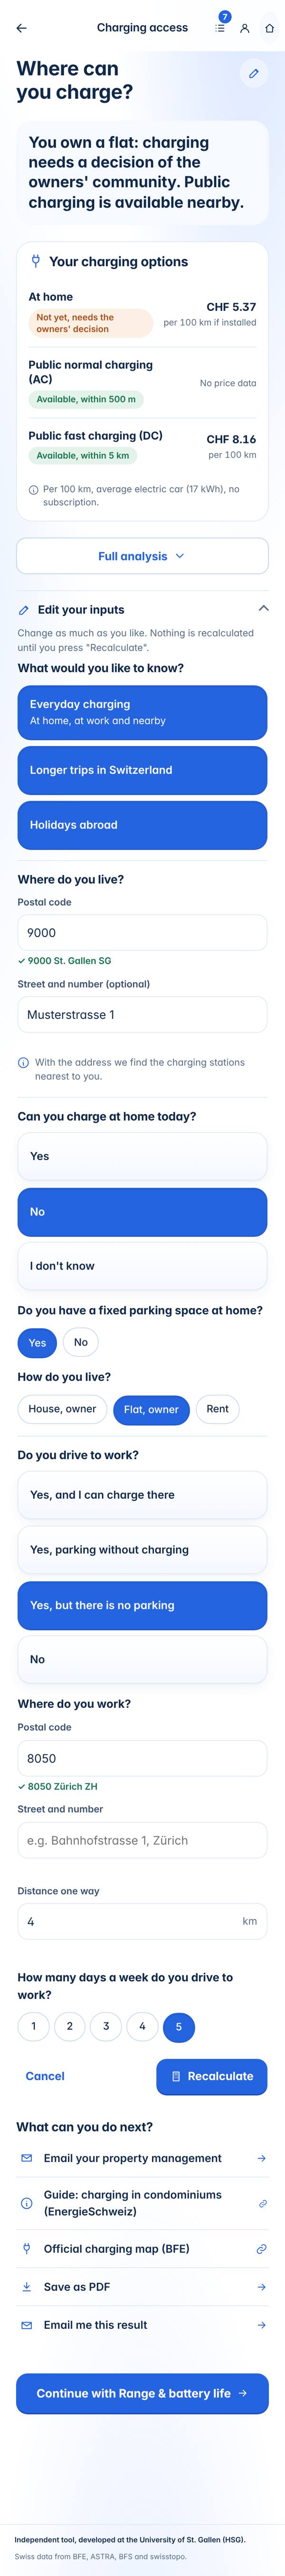 Charging access
7
Where can
you charge?
You own a flat: charging
needs a decision of the
owners' community. Public
charging is available nearby.
Your charging options
At home
Not yet, needs the
owners' decision
CHF 5.37
per 100 km if installed
Public normal charging
(AC)
Available, within 500 m
No price data
Public fast charging (DC)
Available, within 5 km
CHF 8.16
per 100 km
Per 100 km, average electric car (17 kWh), no
subscription.
Full analysis
Edit your inputs
Change as much as you like. Nothing is recalculated
until you press "Recalculate".
What would you like to know?
Everyday charging
At home, at work and nearby
Longer trips in Switzerland
Holidays abroad
Where do you live?
Postal code
9000
✓ 9000 St. Gallen SG
Street and number (optional)
Musterstrasse 1
With the address we find the charging stations
nearest to you.
Can you charge at home today?
Yes
No
I don't know
Do you have a fixed parking space at home?
Yes No
How do you live?
House, owner Flat, owner Rent
Do you drive to work?
Yes, and I can charge there
Yes, parking without charging
Yes, but there is no parking
No
Where do you work?
Postal code
8050
✓ 8050 Zürich ZH
Street and number
e.g. Bahnhofstrasse 1, Zürich
Distance one way
4 km
How many days a week do you drive to
work?
1 2 3 4 5
Cancel Recalculate
What can you do next?
Email your property management
Guide: charging in condominiums
(EnergieSchweiz)
Official charging map (BFE)
Save as PDF
Email me this result
Continue with Range & battery life →
Independent tool, developed at the University of St. Gallen (HSG).
Swiss data from BFE, ASTRA, BFS and swisstopo.